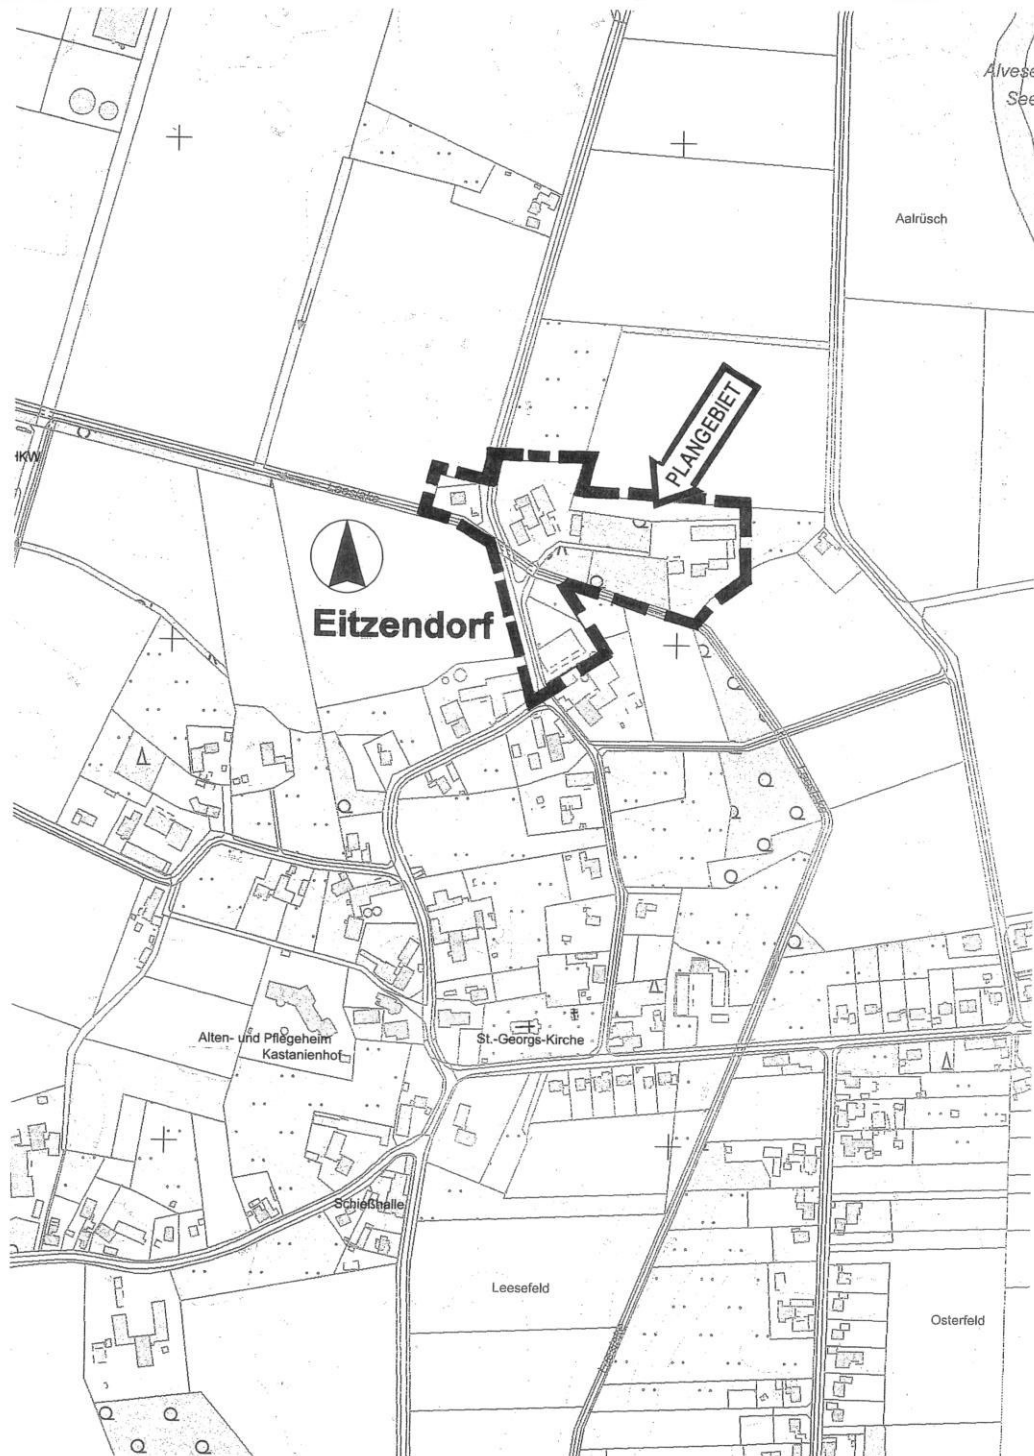 Alvese
See
Aalrüsch
PLANGEBIET
HKW
Eitzendorf
Alten- und Pflegeheim
Kastanienhof
St.-Georgs-Kirche
Schießhalle
Leesefeld
Osterfeld